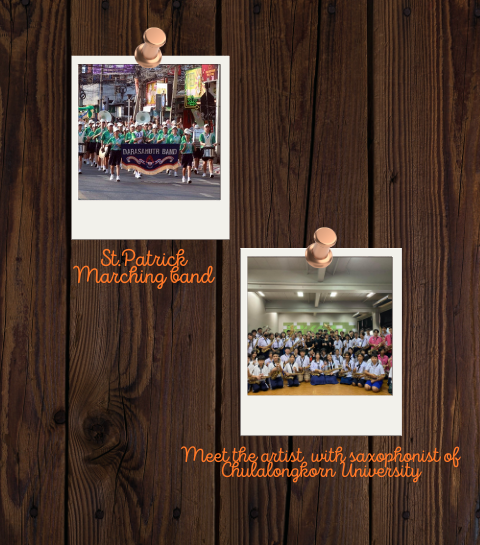 DARASAMUTR BAND
St.Patrick
Marching band
Meet the artist, with saxophonist of
Chulalongkorn University